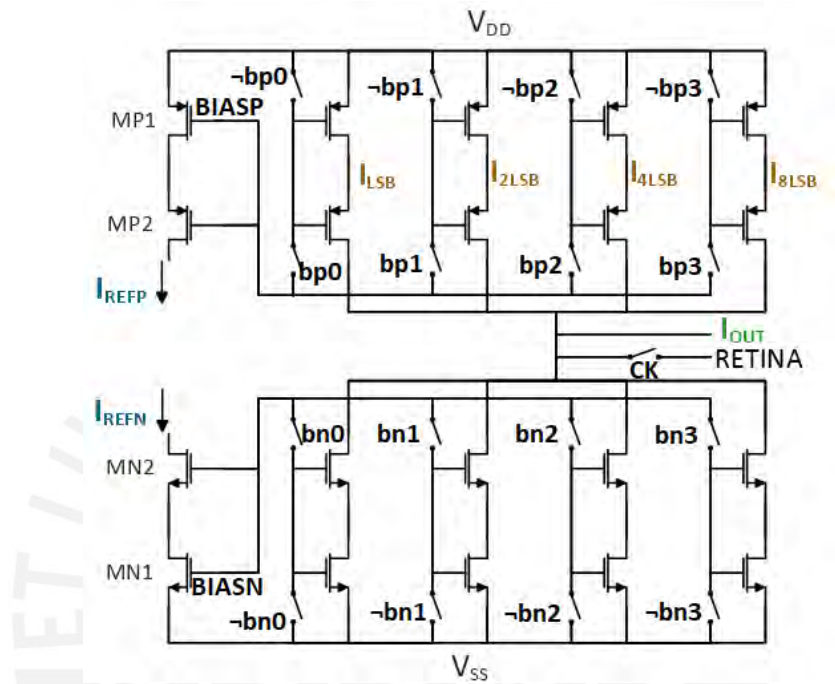 VDD
¬bp0 ¬bp1 ¬bp2 ¬bp3
MP1 BIASP
ILSB I2LSB I4LSB I8LSB
MP2
bp0 bp1 bp2 bp3
IREFP
IOUT
RETINA
CK
IREFN
bn0 bn1 bn2 bn3
MN2
MN1
BIASN
¬bn0 ¬bn1 ¬bn2 ¬bn3
VSS